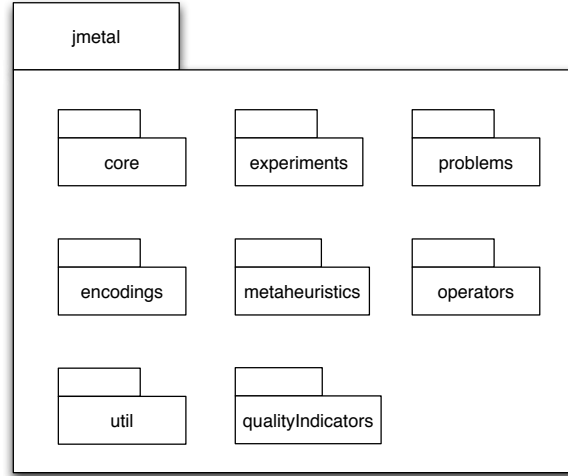 jmetal
core
experiments
problems
encodings
metaheuristics
operators
util
qualityIndicators